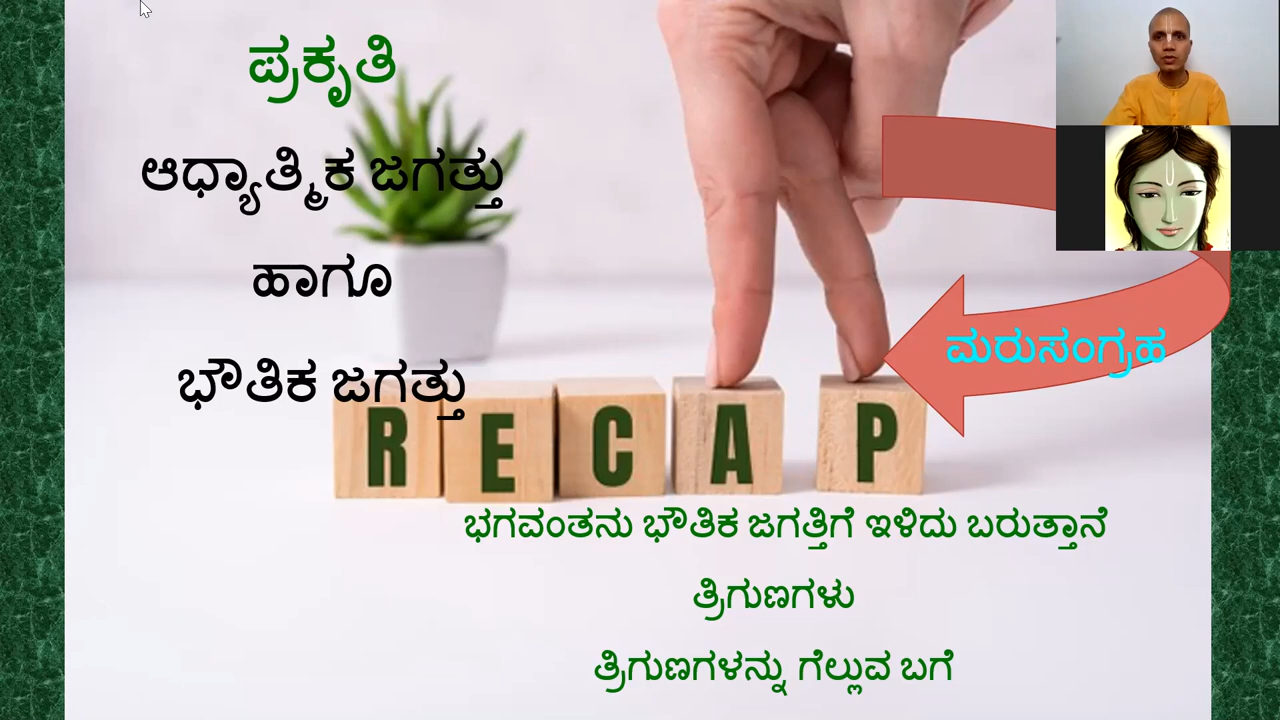 ಪ್ರಕೃತಿ
ಆಧ್ಯಾತ್ಮಿಕ ಜಗತ್ತು
ಹಾಗೂ
ಭೌತಿಕ ಜಗತ್ತು
ಮರುಸಂಗ್ರಹ
RECAP
ಭಗವಂತನು ಭೌತಿಕ ಜಗತ್ತಿಗೆ ಇಳಿದು ಬರುತ್ತಾನೆ
ತ್ರಿಗುಣಗಳು
ತ್ರಿಗುಣಗಳನ್ನು ಗೆಲ್ಲುವ ಬಗೆ